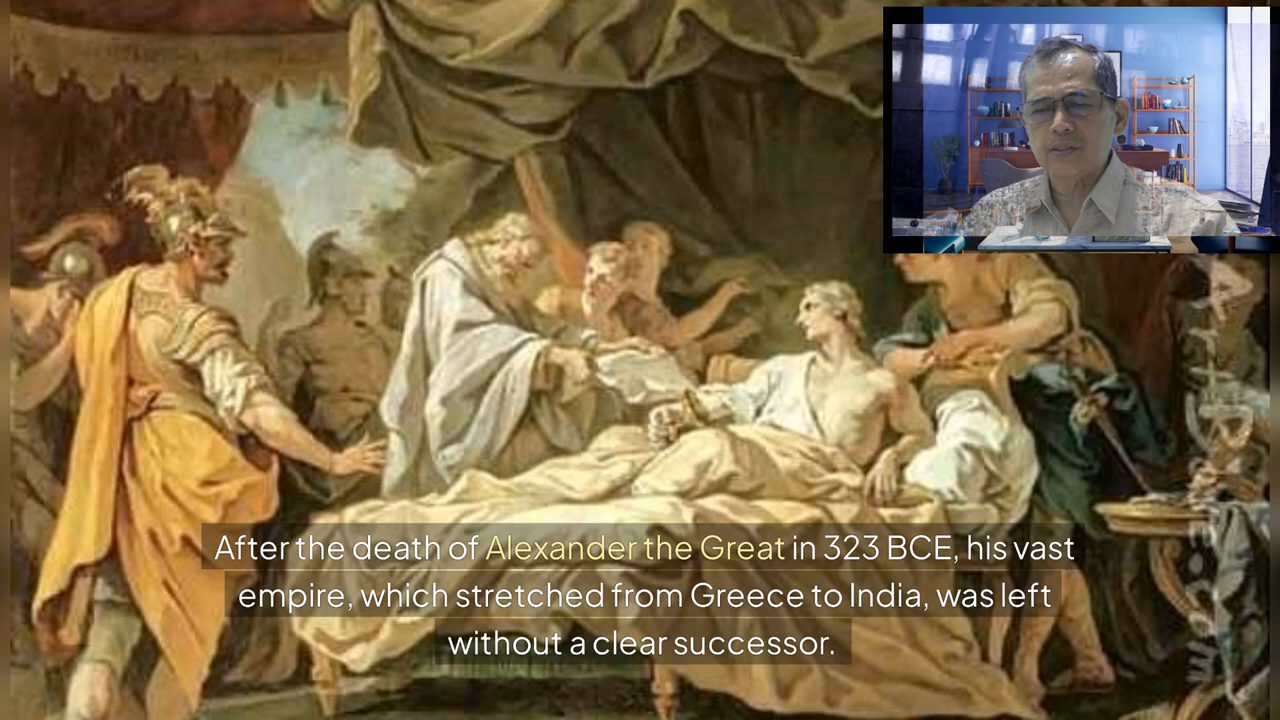 After the death of Alexander the Great in 323 BCE, his vast
empire, which stretched from Greece to India, was left
without a clear successor.